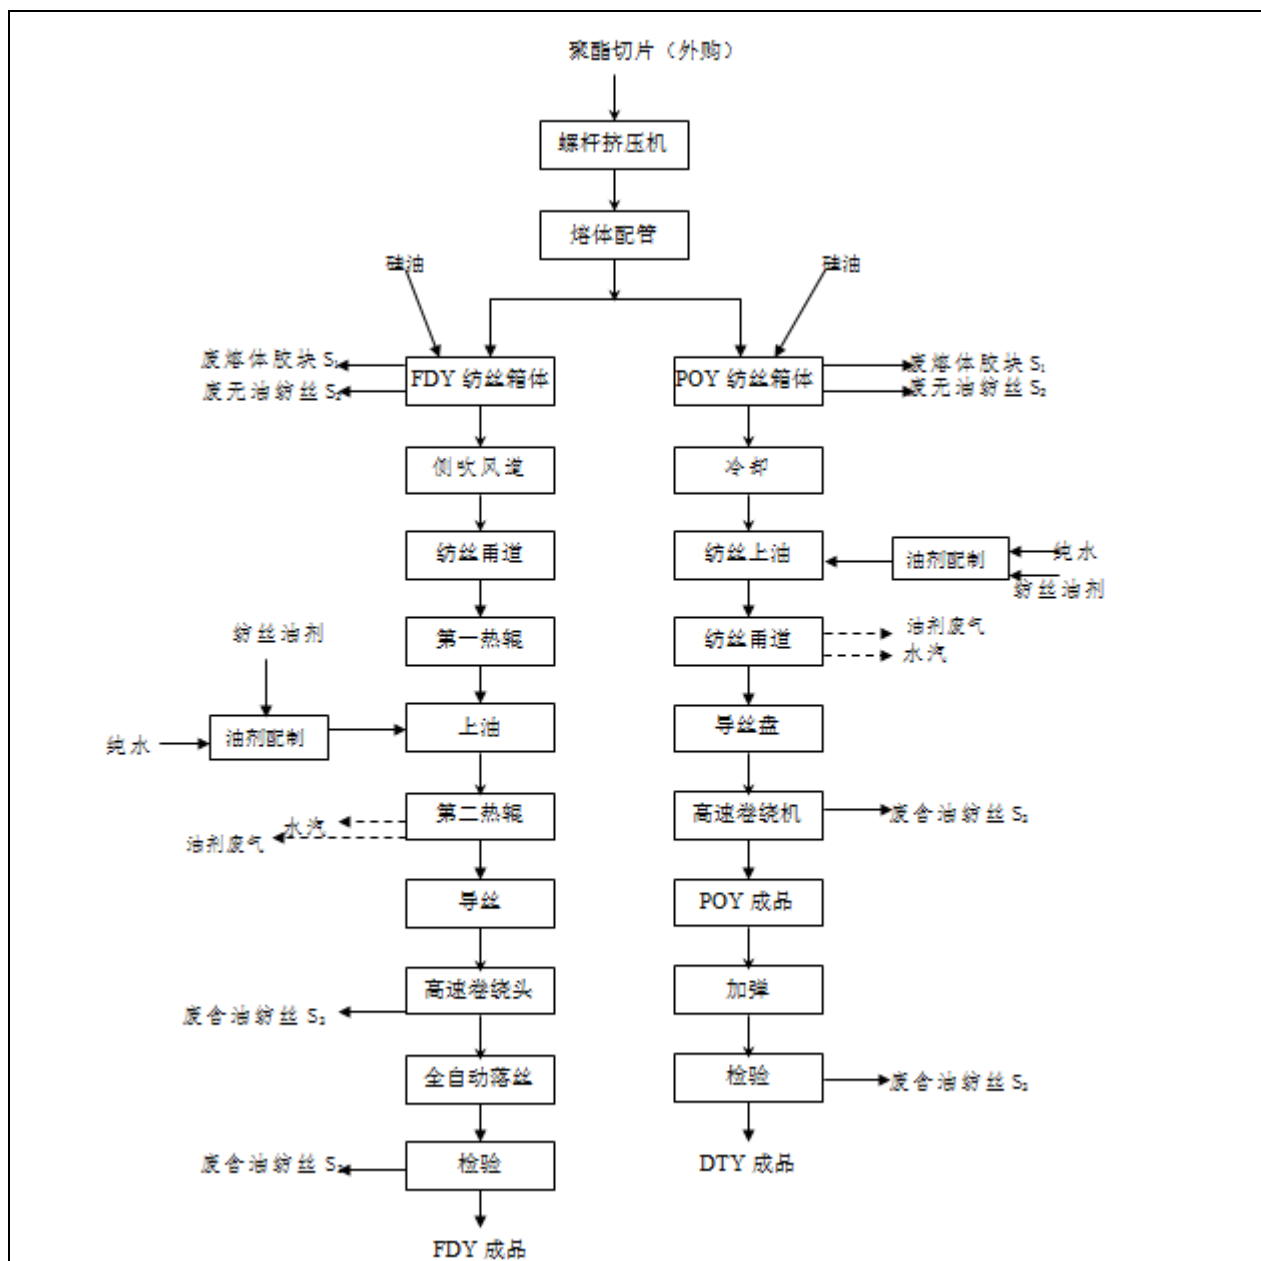 聚酯切片（外购）
螺杆挤压机
熔体配管
硅油
硅油
废熔体胶块 S₁
FDY 纺丝箱体
POY 纺丝箱体
废熔体胶块 S₁
废无油纺丝 S₂
废无油纺丝 S₂
侧吹风道
冷却
纺丝甬道
纺丝上油
油剂配制
纯水
纺丝油剂
纺丝油剂
第一热辊
纺丝甬道
油剂废气
水汽
纯水
油剂配制
上油
导丝盘
水汽
油剂废气
第二热辊
高速卷绕机
废含油纺丝 S₃
导丝
POY 成品
高速卷绕头
废含油纺丝 S₃
加弹
全自动落丝
检验
废含油纺丝 S₃
废含油纺丝 S₃
检验
DTY 成品
FDY 成品